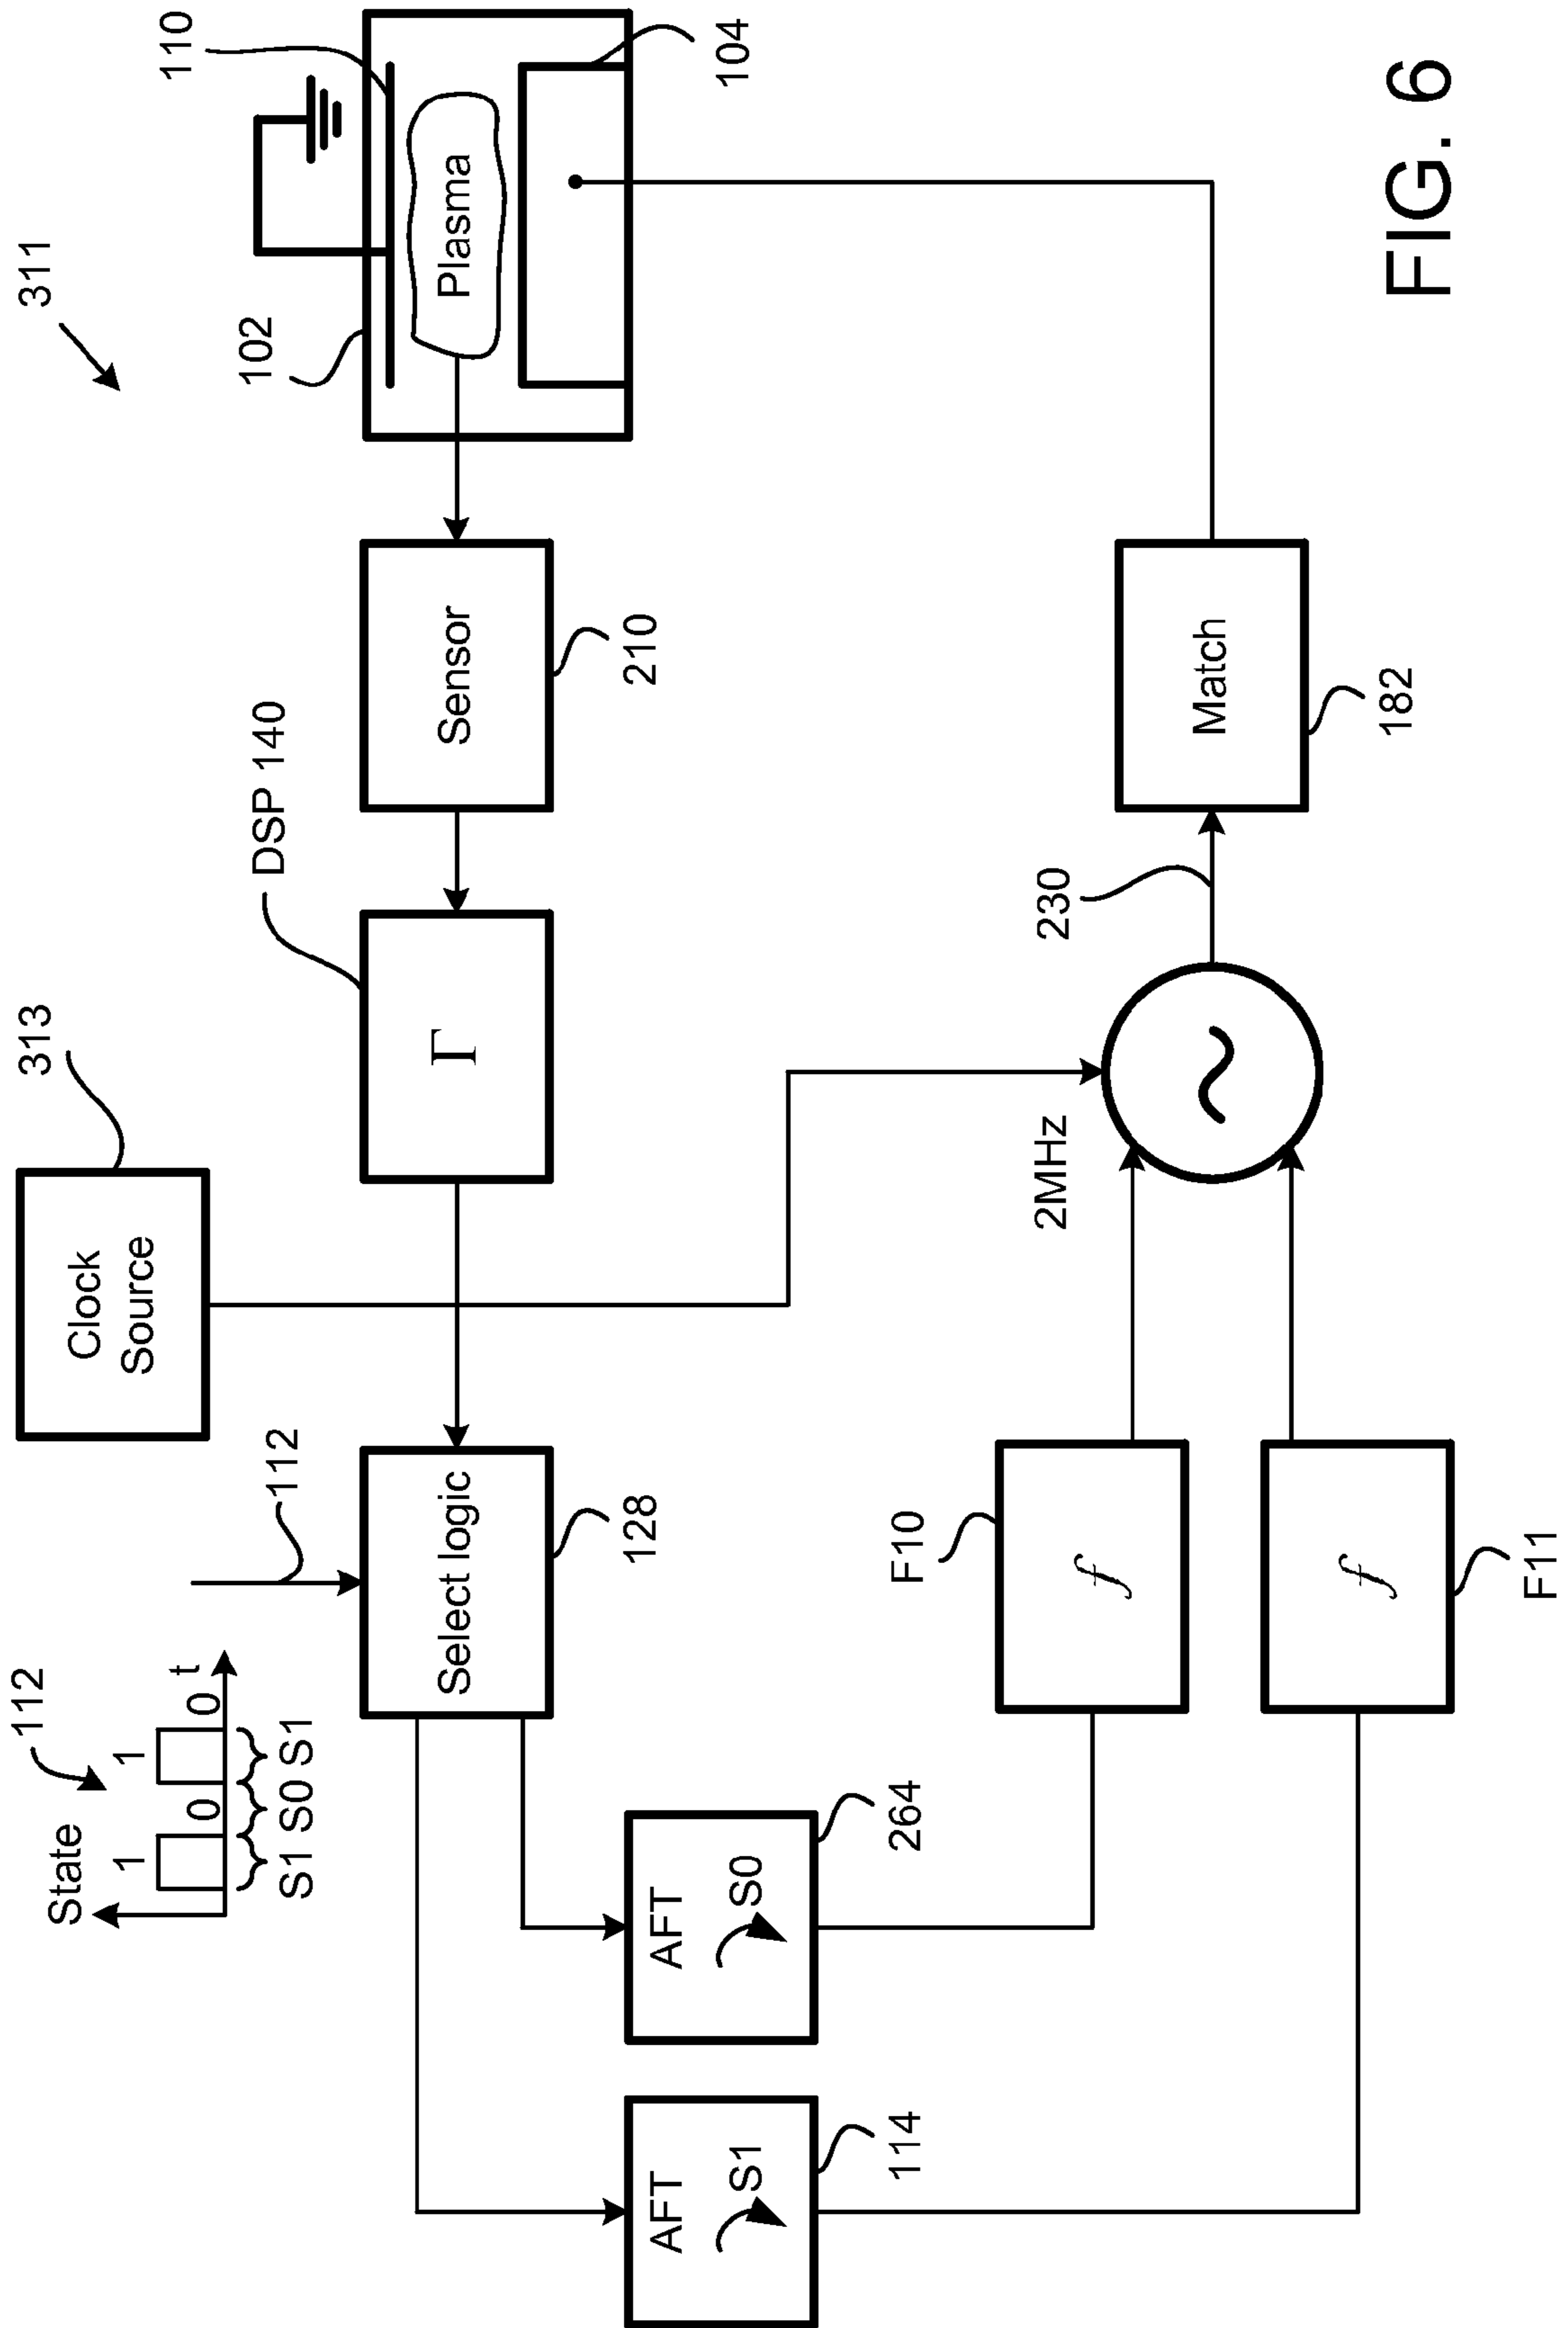 311
110
102
Plasma
104
Sensor
210
DSP 140
Γ
313
Clock
Source
112
Select logic
128
112
State
1
0
1
0
t
S1
S0
S1
AFT
S1
114
AFT
S0
264
F10
f
F11
f
2MHz
230
Match
182
FIG. 6